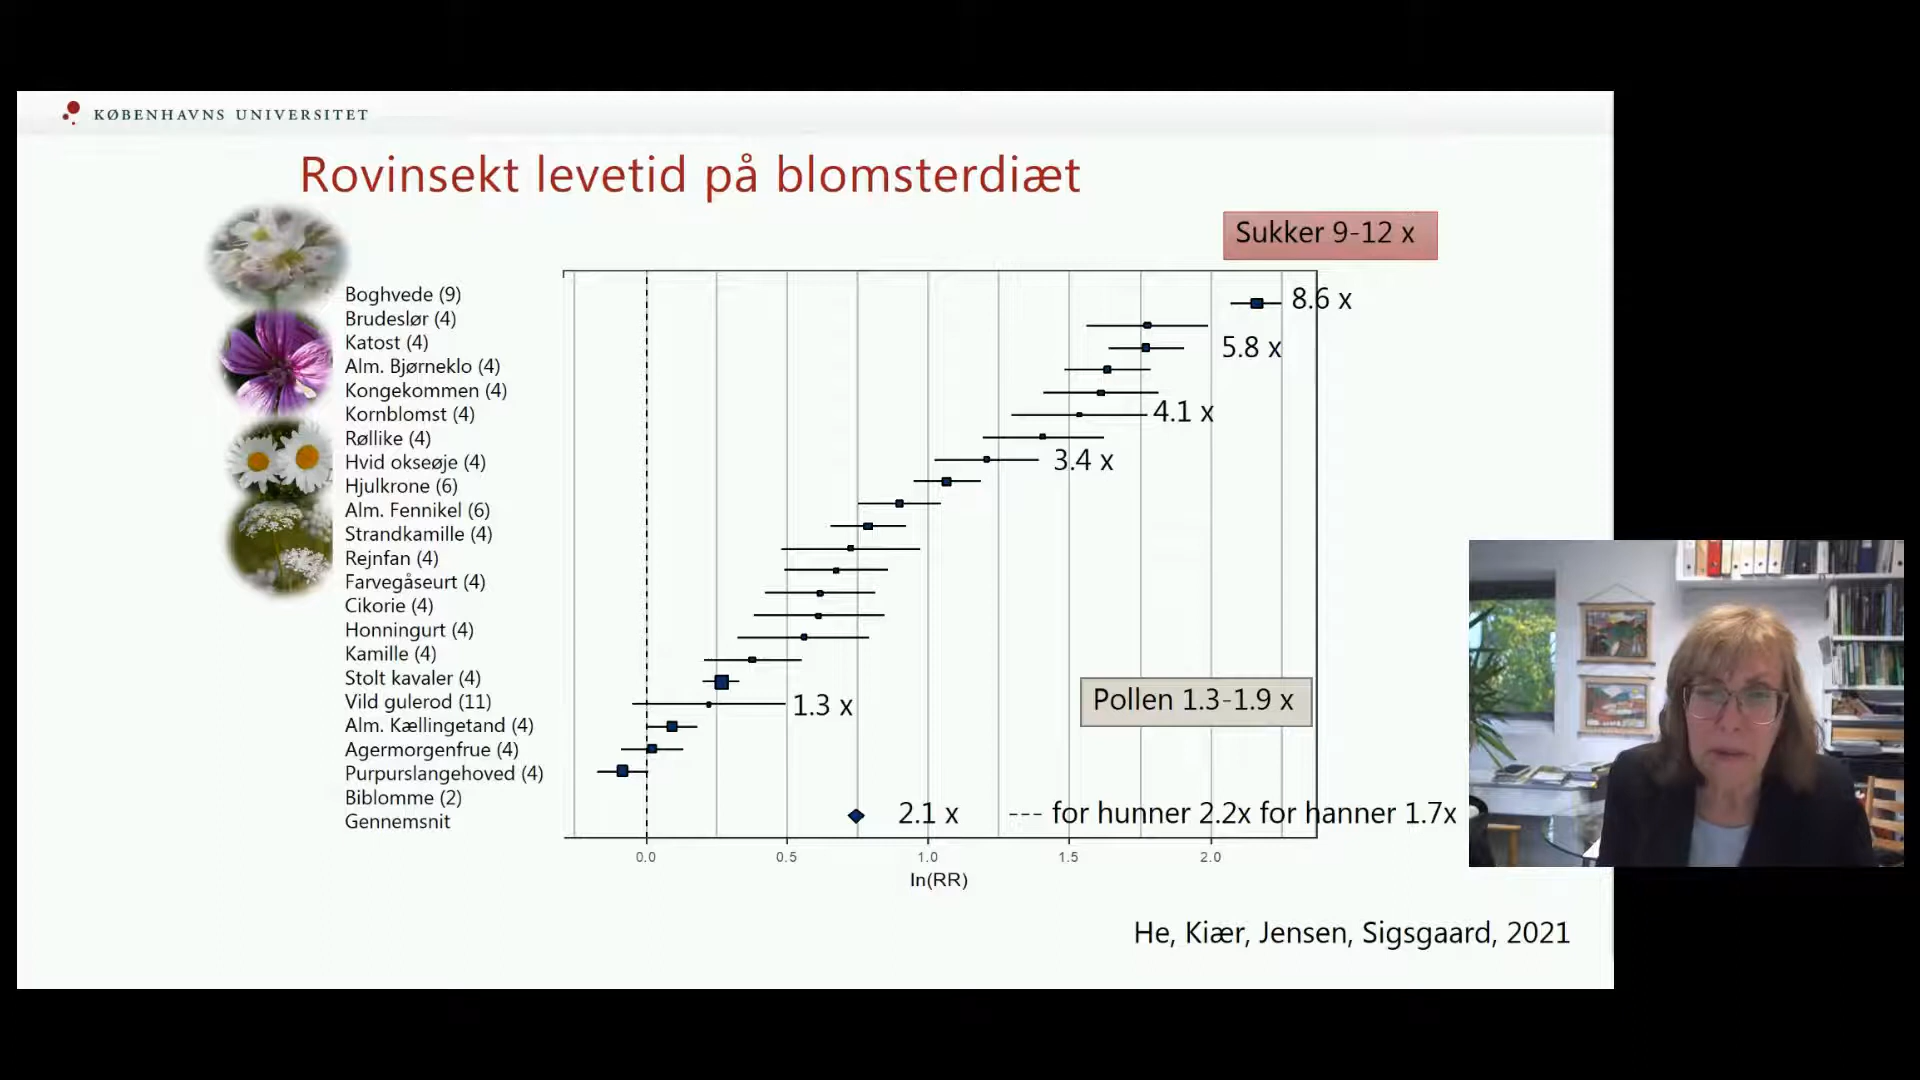 KØBENHAVNS UNIVERSITET
Rovinsekt levetid på blomsterdiæt
Sukker 9-12 x
Boghvede (9)
8.6 x
Brudeslør (4)
Katost (4)
5.8 x
Alm. Bjørneklo (4)
Kongekommen (4)
Kornblomst (4)
4.1 x
Røllike (4)
Hvid okseøje (4)
3.4 x
Hjulkrone (6)
Alm. Fennikel (6)
Strandkamille (4)
Rejnfan (4)
Farvegåseurt (4)
Cikorie (4)
Honningurt (4)
Kamille (4)
Stolt kavaler (4)
Vild gulerod (11)
1.3 x
Pollen 1.3-1.9 x
Alm. Kællingetand (4)
Agermorgenfrue (4)
Purpurslangehoved (4)
Biblomme (2)
Gennemsnit
2.1 x --- for hunner 2.2x for hanner 1.7x
0.0 0.5 1.0 1.5 2.0
ln(RR)
He, Kiær, Jensen, Sigsgaard, 2021